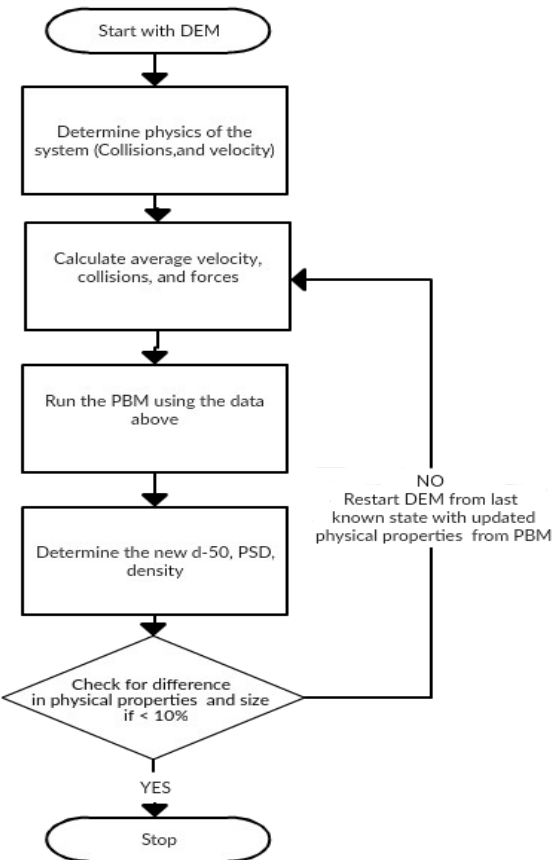 Start with DEM
Determine physics of the
system (Collisions,and velocity)
Calculate average velocity,
collisions, and forces
Run the PBM using the data
above
NO
Restart DEM from last
known state with updated
physical properties from PBM
Determine the new d-50, PSD,
density
Check for difference
in physical properties and size
if < 10%
YES
Stop